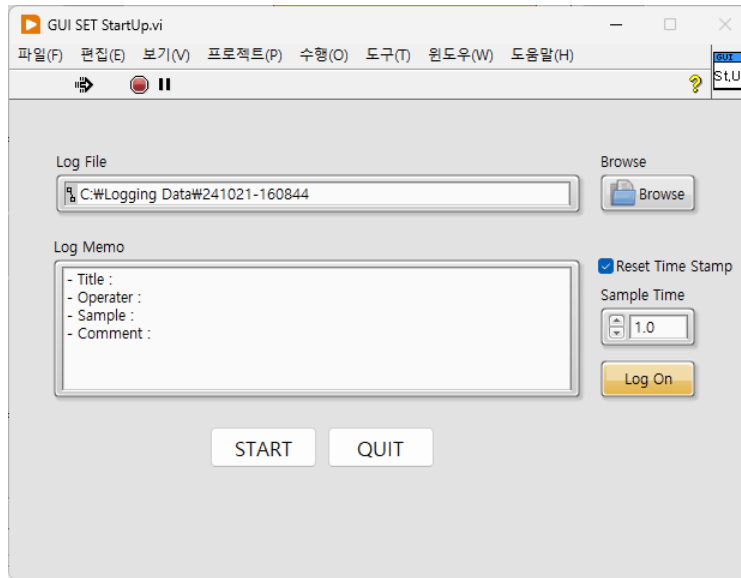 GUI SET StartUp.vi
파일(F) 편집(E) 보기(V) 프로젝트(P) 수행(O) 도구(T) 윈도우(W) 도움말(H)
GUI
St,U
Log File
Browse
C:₩Logging Data₩241021-160844
Browse
Log Memo
- Title :
- Operater :
- Sample :
- Comment :
Reset Time Stamp
Sample Time
1.0
Log On
START
QUIT